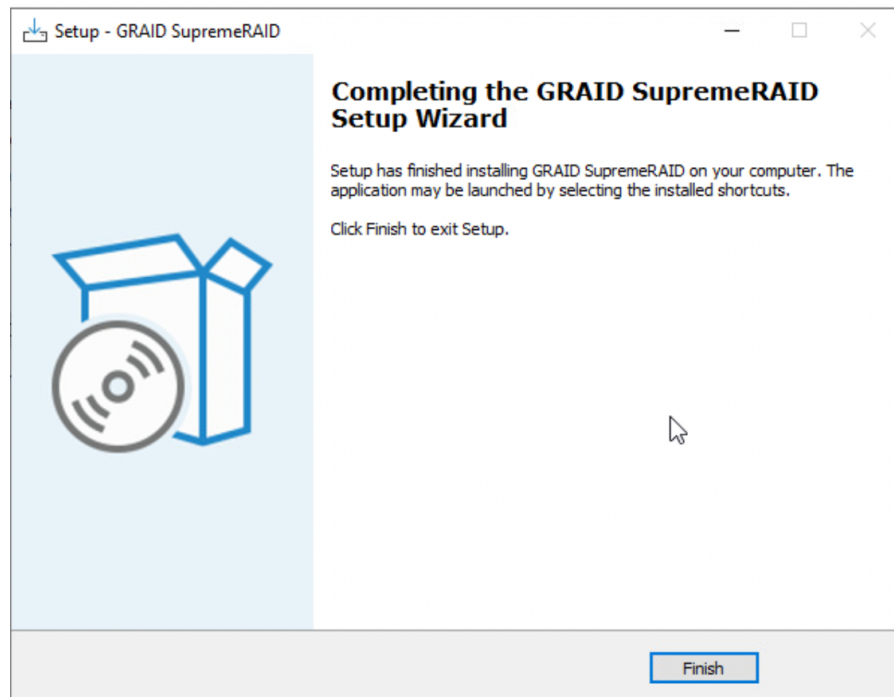 Setup - GRAID SupremeRAID
Completing the GRAID SupremeRAID
Setup Wizard
Setup has finished installing GRAID SupremeRAID on your computer. The
application may be launched by selecting the installed shortcuts.
Click Finish to exit Setup.
Finish